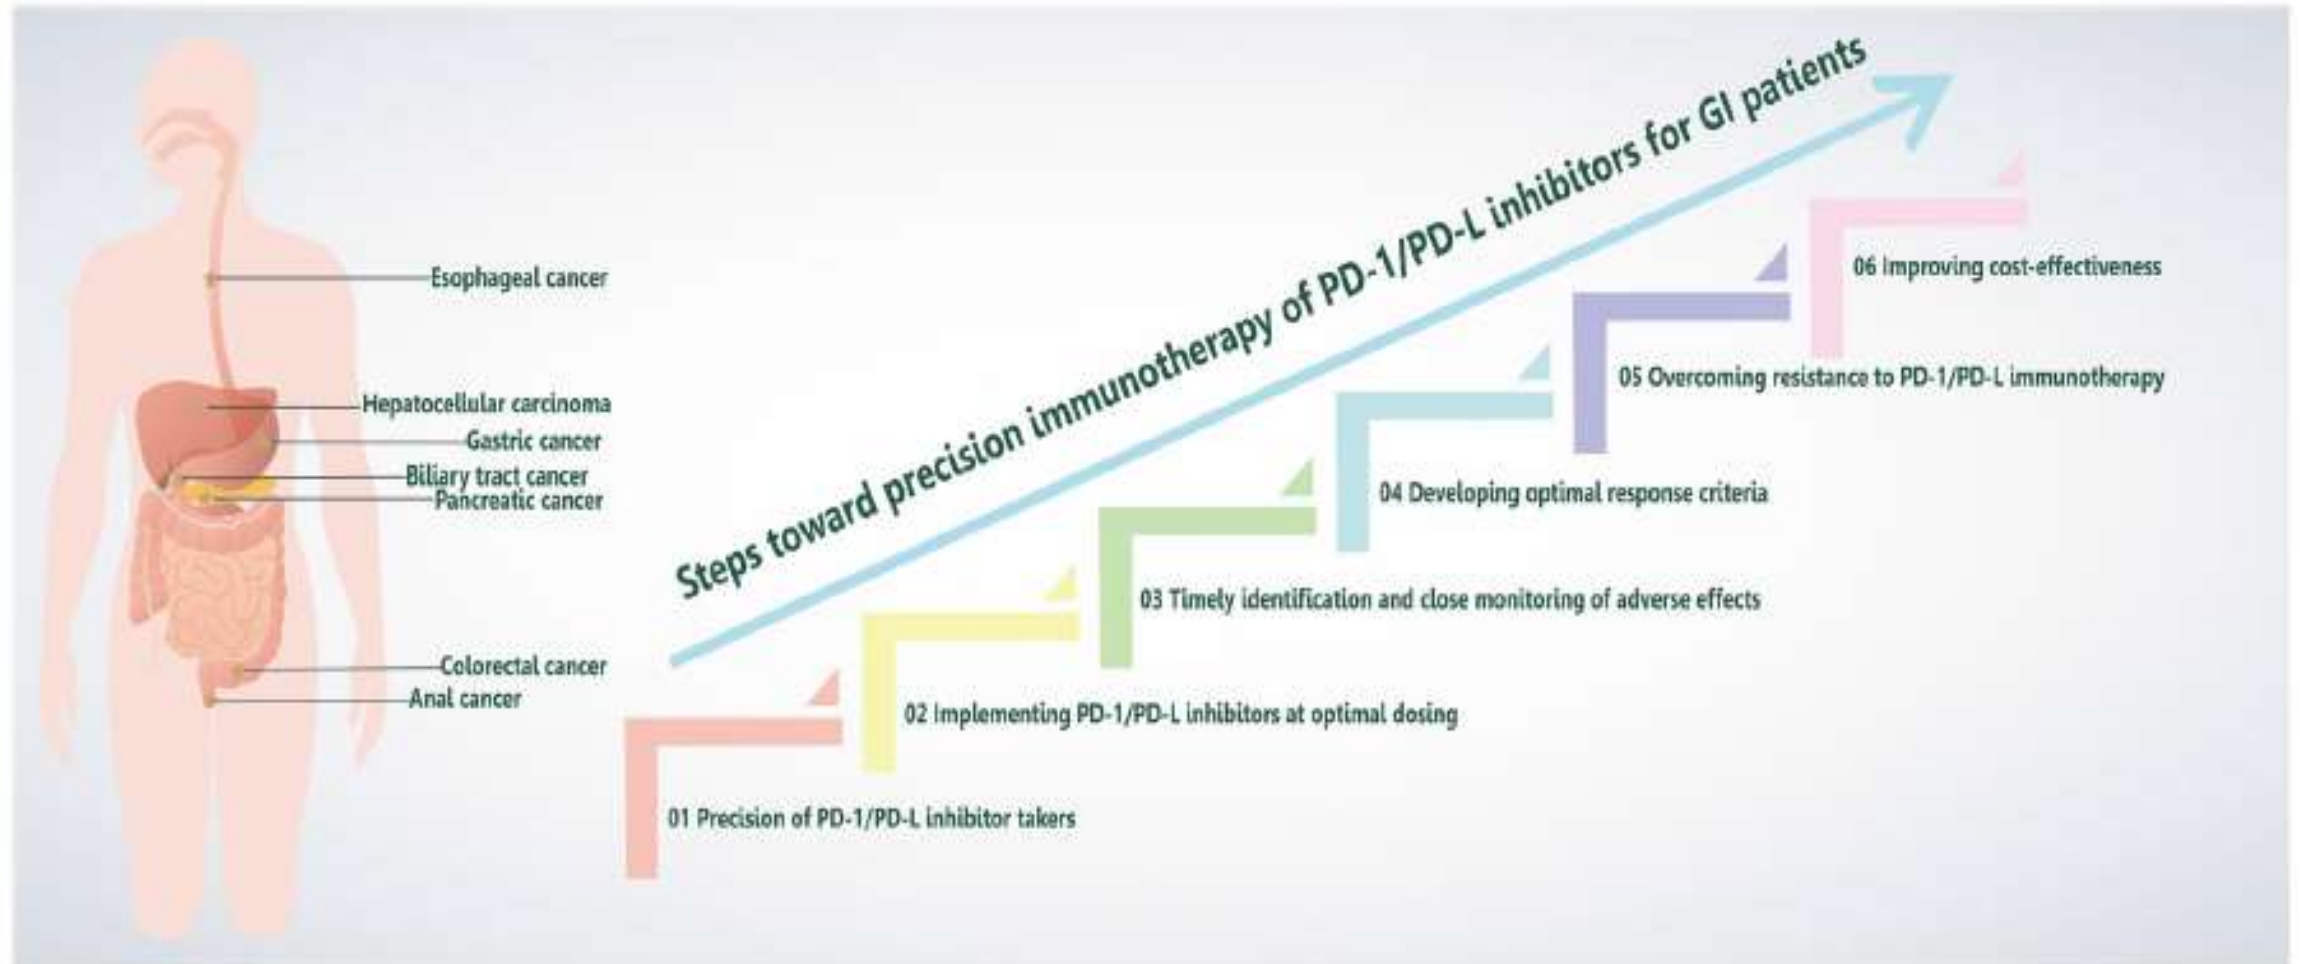 Esophageal cancer
Hepatocellular carcinoma
Gastric cancer
Biliary tract cancer
Pancreatic cancer
Colorectal cancer
Anal cancer
Steps toward precision immunotherapy of PD-1/PD-L inhibitors for GI patients
01 Precision of PD-1/PD-L inhibitor takers
02 Implementing PD-1/PD-L inhibitors at optimal dosing
03 Timely identification and close monitoring of adverse effects
04 Developing optimal response criteria
05 Overcoming resistance to PD-1/PD-L immunotherapy
06 Improving cost-effectiveness